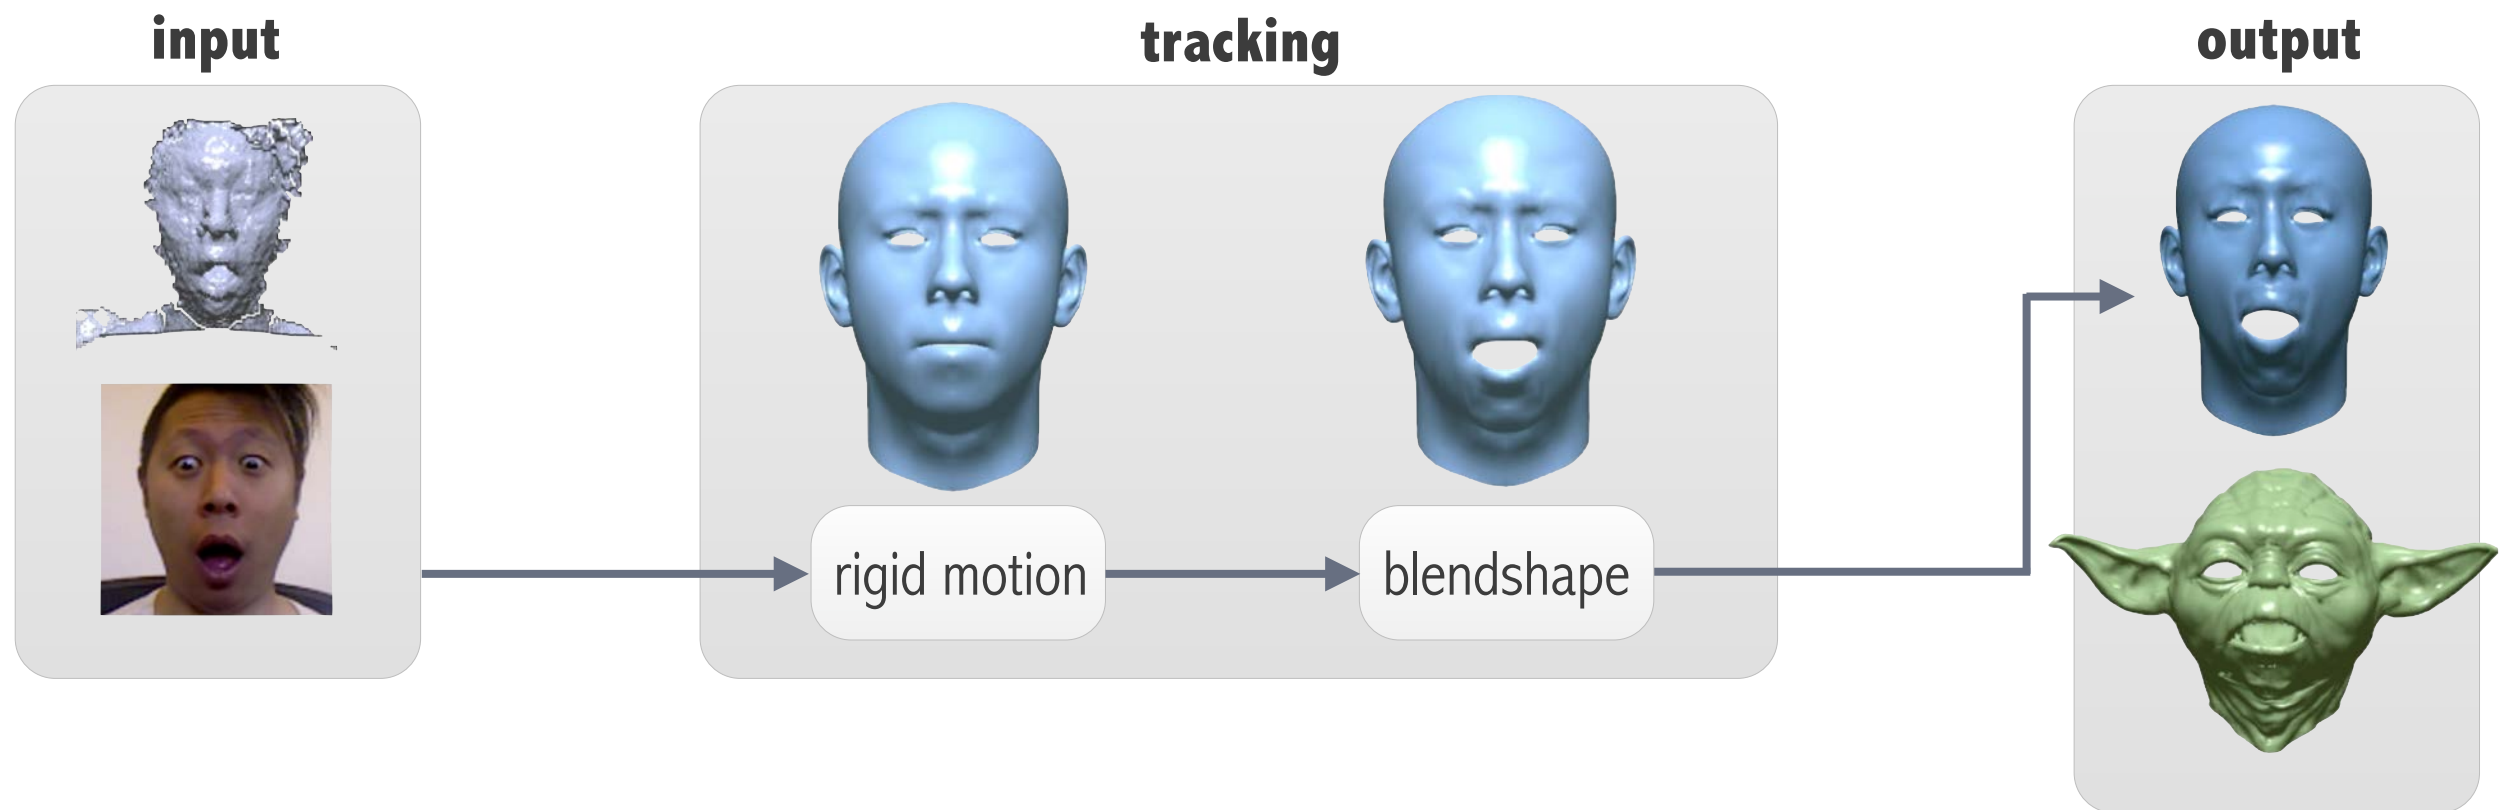 input
tracking
output
rigid motion
blendshape